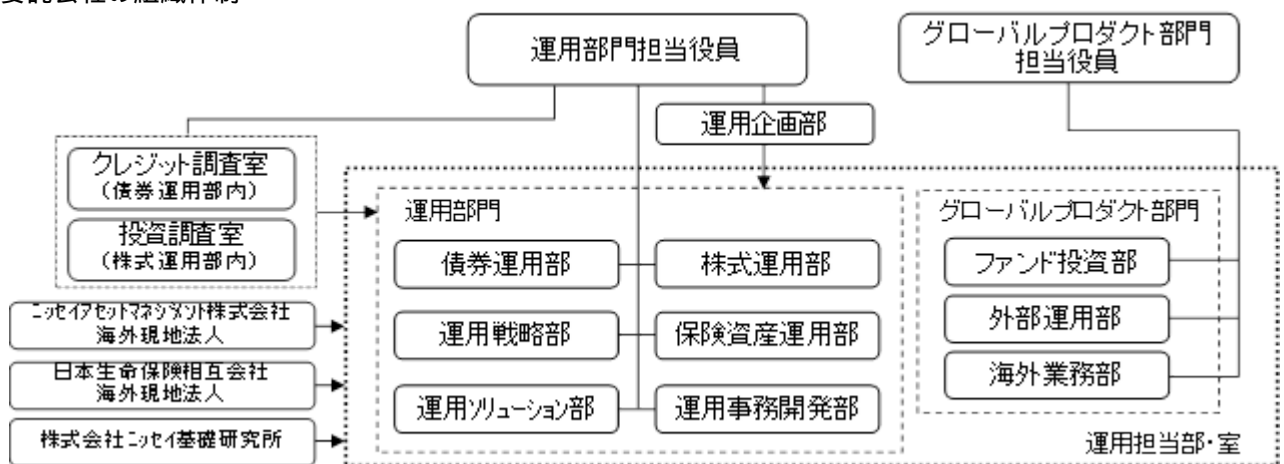 委託会社の組織体制
運用部門担当役員
グローバルプロダクト部門
担当役員
運用企画部
クレジット調査室
(債券運用部内)
投資調査室
(株式運用部内)
運用部門
グローバルプロダクト部門
債券運用部
株式運用部
ファンド投資部
ニッセイアセットマネジメント株式会社
海外現地法人
運用戦略部
保険資産運用部
外部運用部
日本生命保険相互会社
海外現地法人
海外業務部
運用ソリューション部
運用事務開発部
株式会社ニッセイ基礎研究所
運用担当部・室